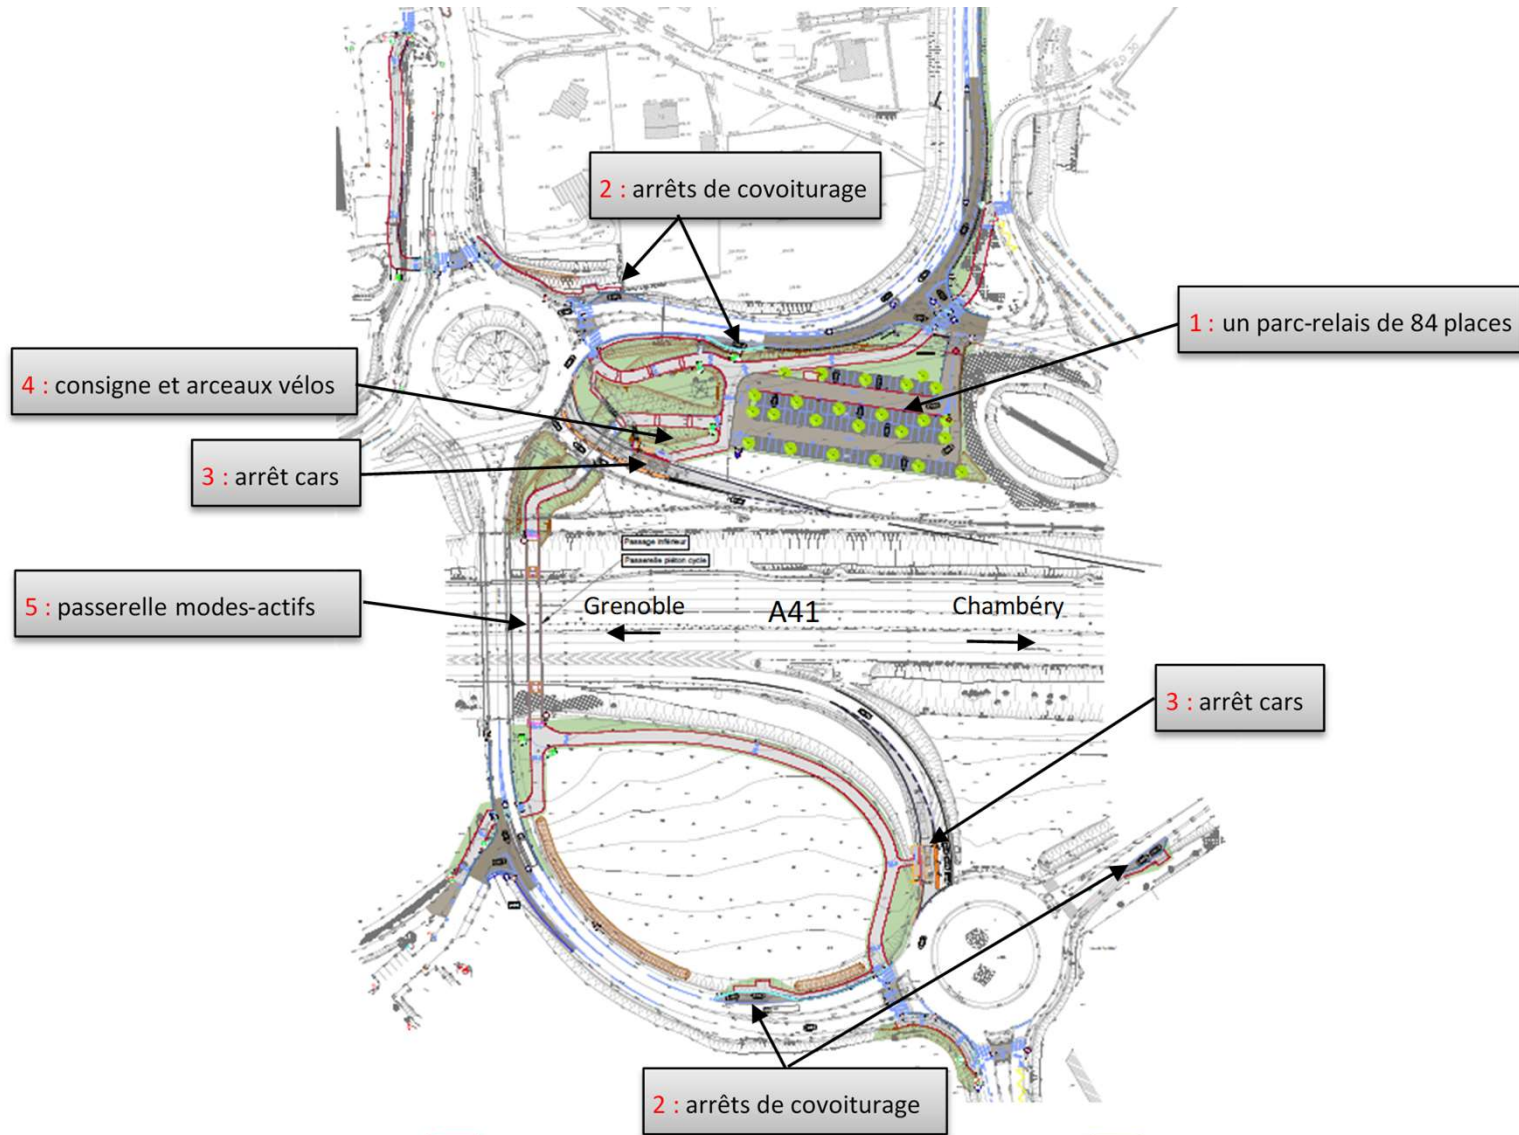 2 : arrêts de covoiturage
1 : un parc-relais de 84 places
4 : consigne et arceaux vélos
3 : arrêt cars
Passage inférieur
Passerelle piéton cycle
5 : passerelle modes-actifs
Grenoble
A41
Chambéry
3 : arrêt cars
2 : arrêts de covoiturage